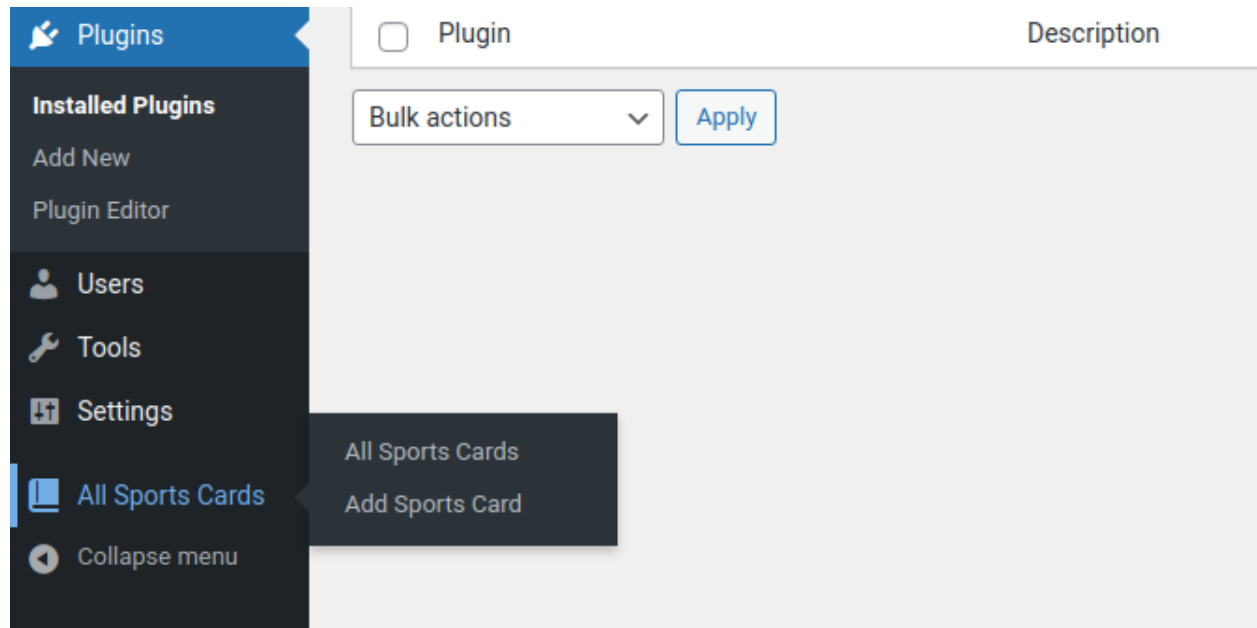 Plugins
Plugin
Description
Installed Plugins
Bulk actions
Apply
Add New
Plugin Editor
Users
Tools
Settings
All Sports Cards
Add Sports Card
All Sports Cards
Collapse menu